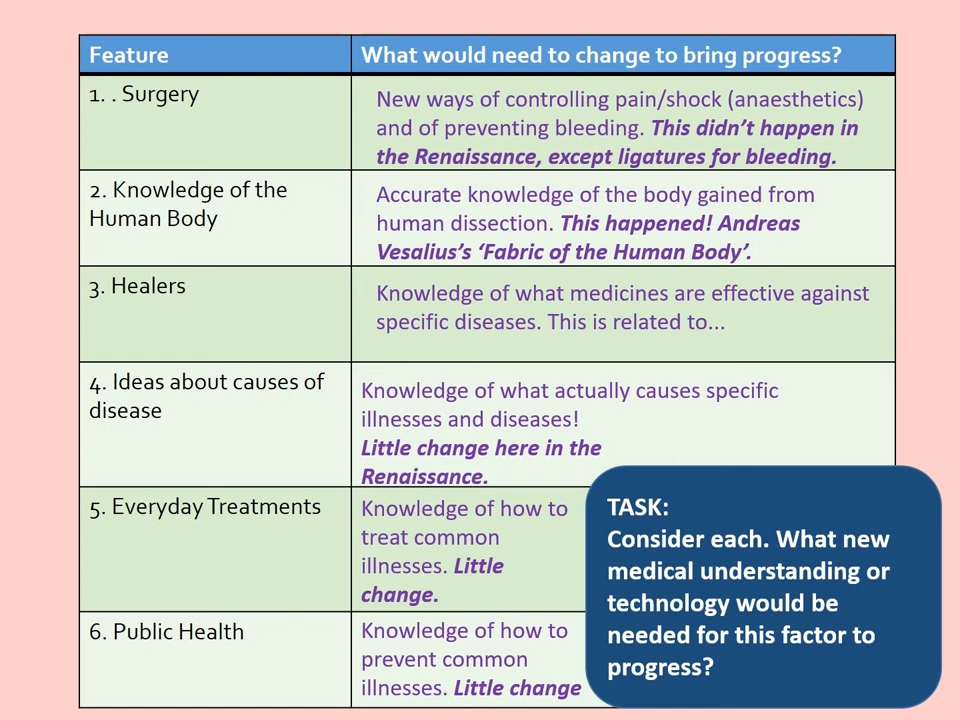 Feature
What would need to change to bring progress?
1. . Surgery
New ways of controlling pain/shock (anaesthetics)
and of preventing bleeding. This didn't happen in
the Renaissance, except ligatures for bleeding.
2. Knowledge of the
Human Body
Accurate knowledge of the body gained from
human dissection. This happened! Andreas
Vesalius's 'Fabric of the Human Body'.
3. Healers
Knowledge of what medicines are effective against
specific diseases. This is related to...
4. Ideas about causes of
disease
Knowledge of what actually causes specific
illnesses and diseases!
Little change here in the
Renaissance.
5. Everyday Treatments
Knowledge of how to
treat common
illnesses. Little
change.
6. Public Health
Knowledge of how to
prevent common
illnesses. Little change
TASK:
Consider each. What new
medical understanding or
technology would be
needed for this factor to
progress?